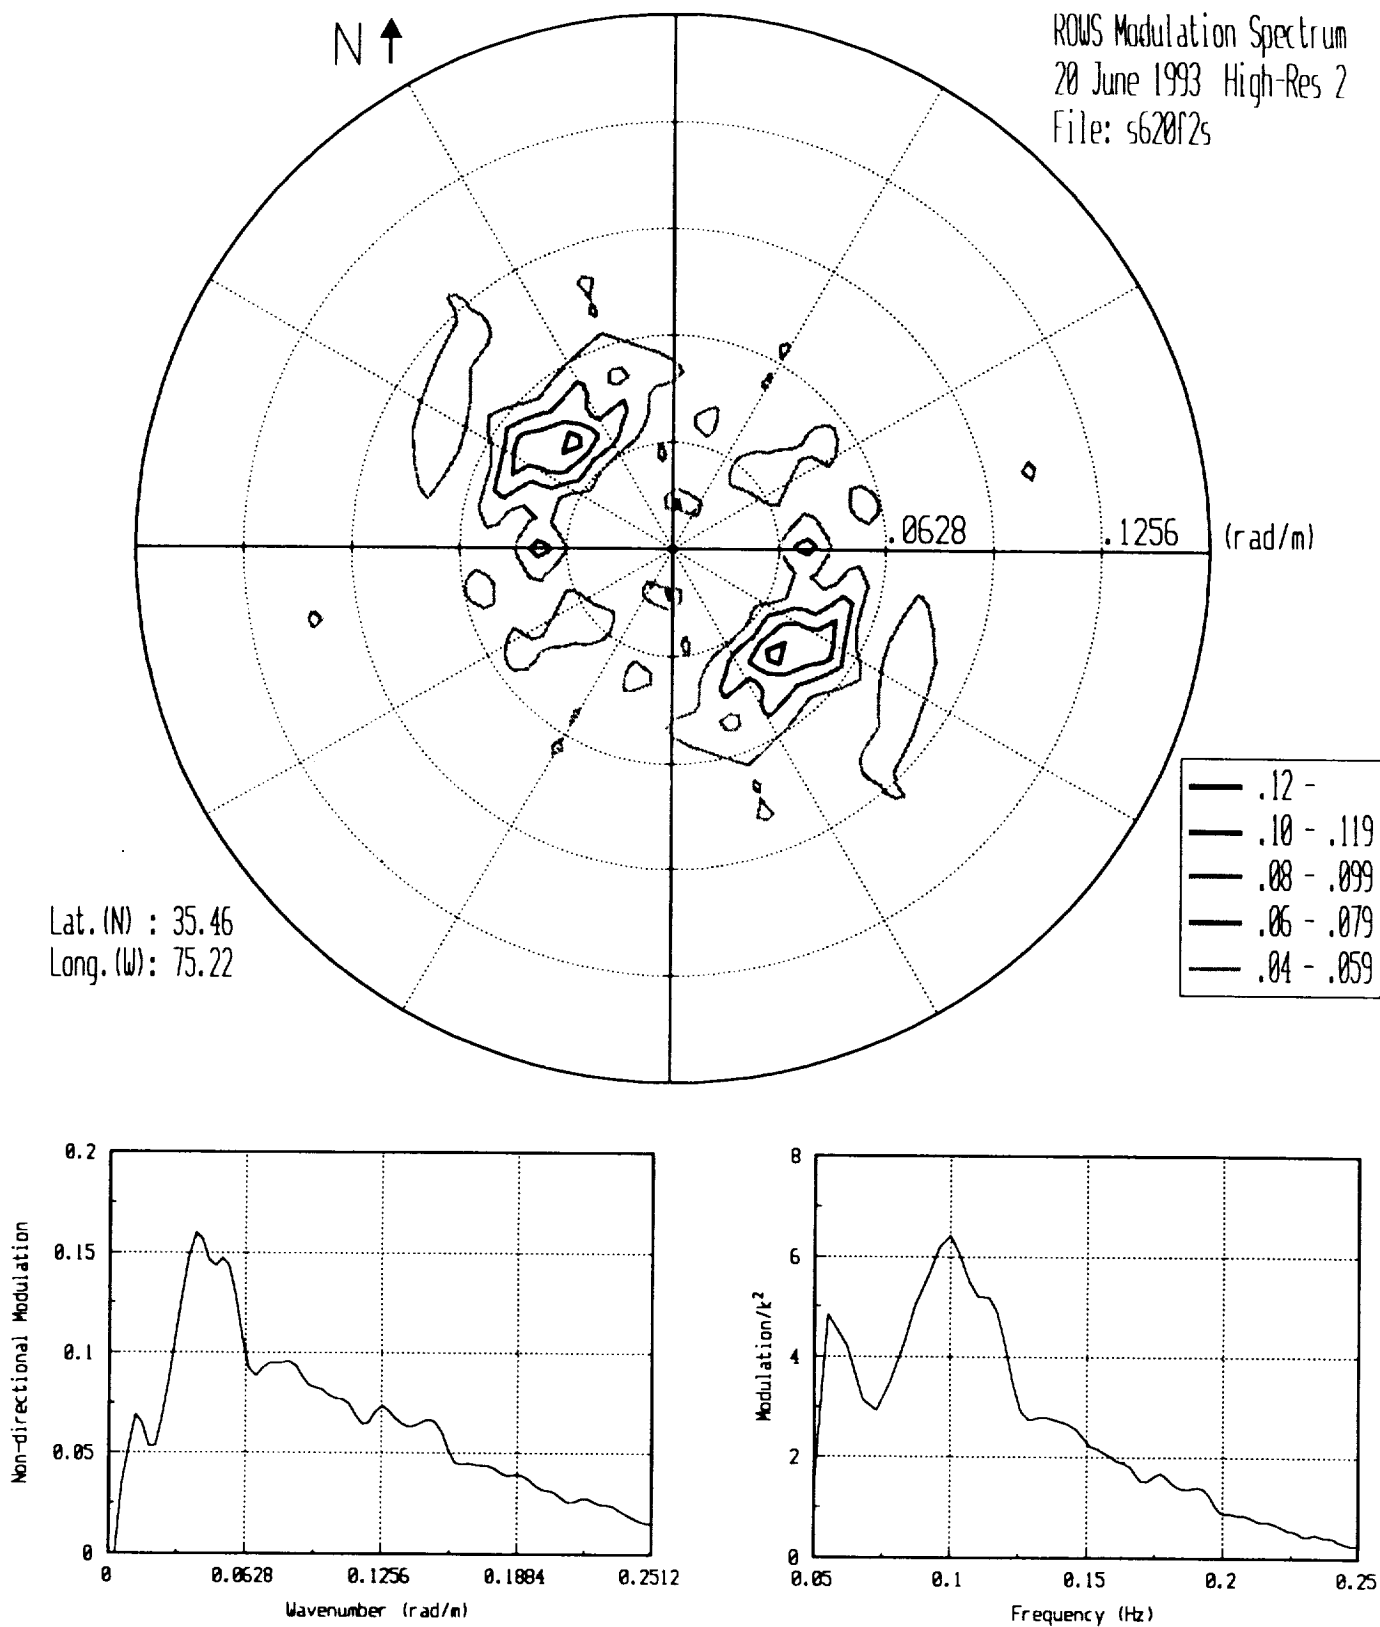 N
ROWS Modulation Spectrum
20 June 1993 High-Res 2
File: s620f2s
.0628
.1256
(rad/m)
.12 -
.10 - .119
.08 - .099
.06 - .079
.04 - .059
Lat.(N) : 35.46
Long.(W): 75.22
0.2
0.15
0.1
0.05
0
Non-directional Modulation
0
0.0628
0.1256
0.1884
0.2512
Wavenumber (rad/m)
8
6
4
2
0
Modulation/k²
0.05
0.1
0.15
0.2
0.25
Frequency (Hz)